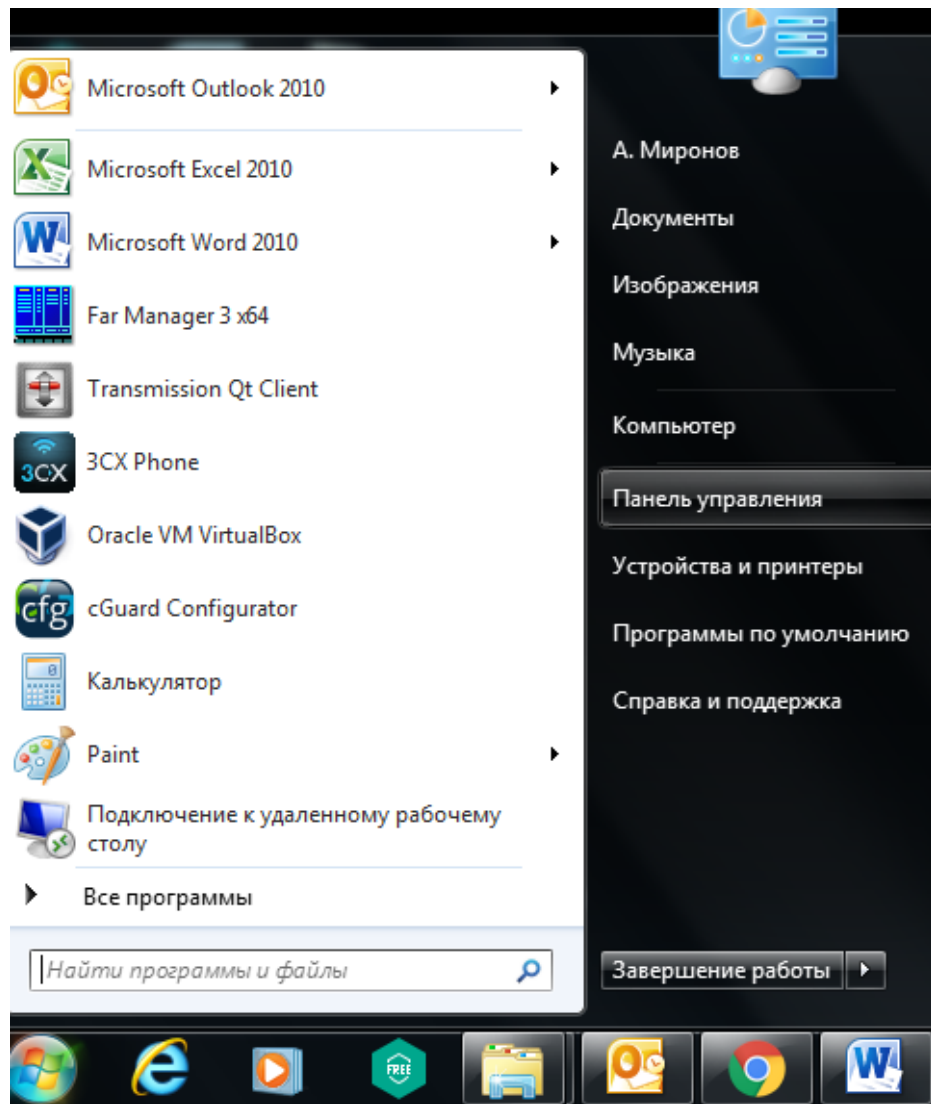 Microsoft Outlook 2010
Microsoft Excel 2010
Microsoft Word 2010
Far Manager 3 x64
Transmission Qt Client
3CX
3CX Phone
Oracle VM VirtualBox
cfg
cGuard Configurator
Калькулятор
Paint
Подключение к удаленному рабочему
столу
Все программы
Найти программы и файлы
А. Миронов
Документы
Изображения
Музыка
Компьютер
Панель управления
Устройства и принтеры
Программы по умолчанию
Справка и поддержка
Завершение работы
FREE